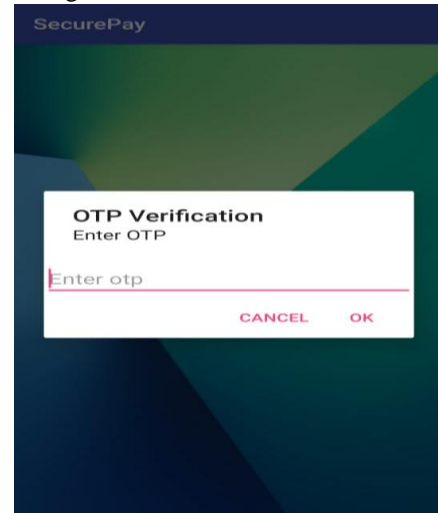 SecurePay
OTP Verification
Enter OTP
Enter otp
CANCEL OK